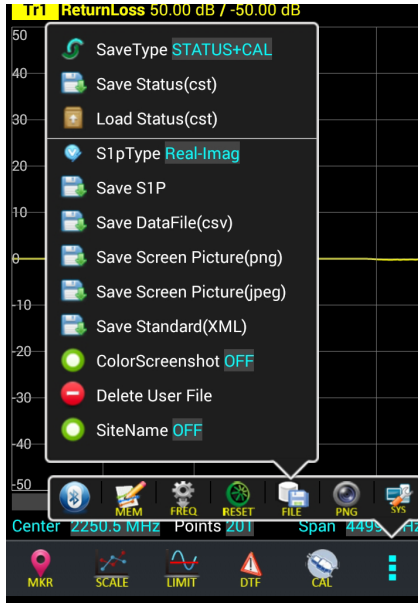 Tr1 ReturnLoss 50.00 dB / -50.00 dB
50
SaveType STATUS+CAL
40
Save Status(cst)
30
Load Status(cst)
S1pType Real-Imag
20
Save S1P
10
Save DataFile(csv)
0
Save Screen Picture(png)
Save Screen Picture(jpeg)
-10
Save Standard(XML)
-20
ColorScreenshot OFF
-30
Delete User File
SiteName OFF
-40
-50
MEM FREQ RESET FILE PNG SYS
Center 2250.5 MHz Points 201 Span
MKR SCALE LIMIT DTF CAL